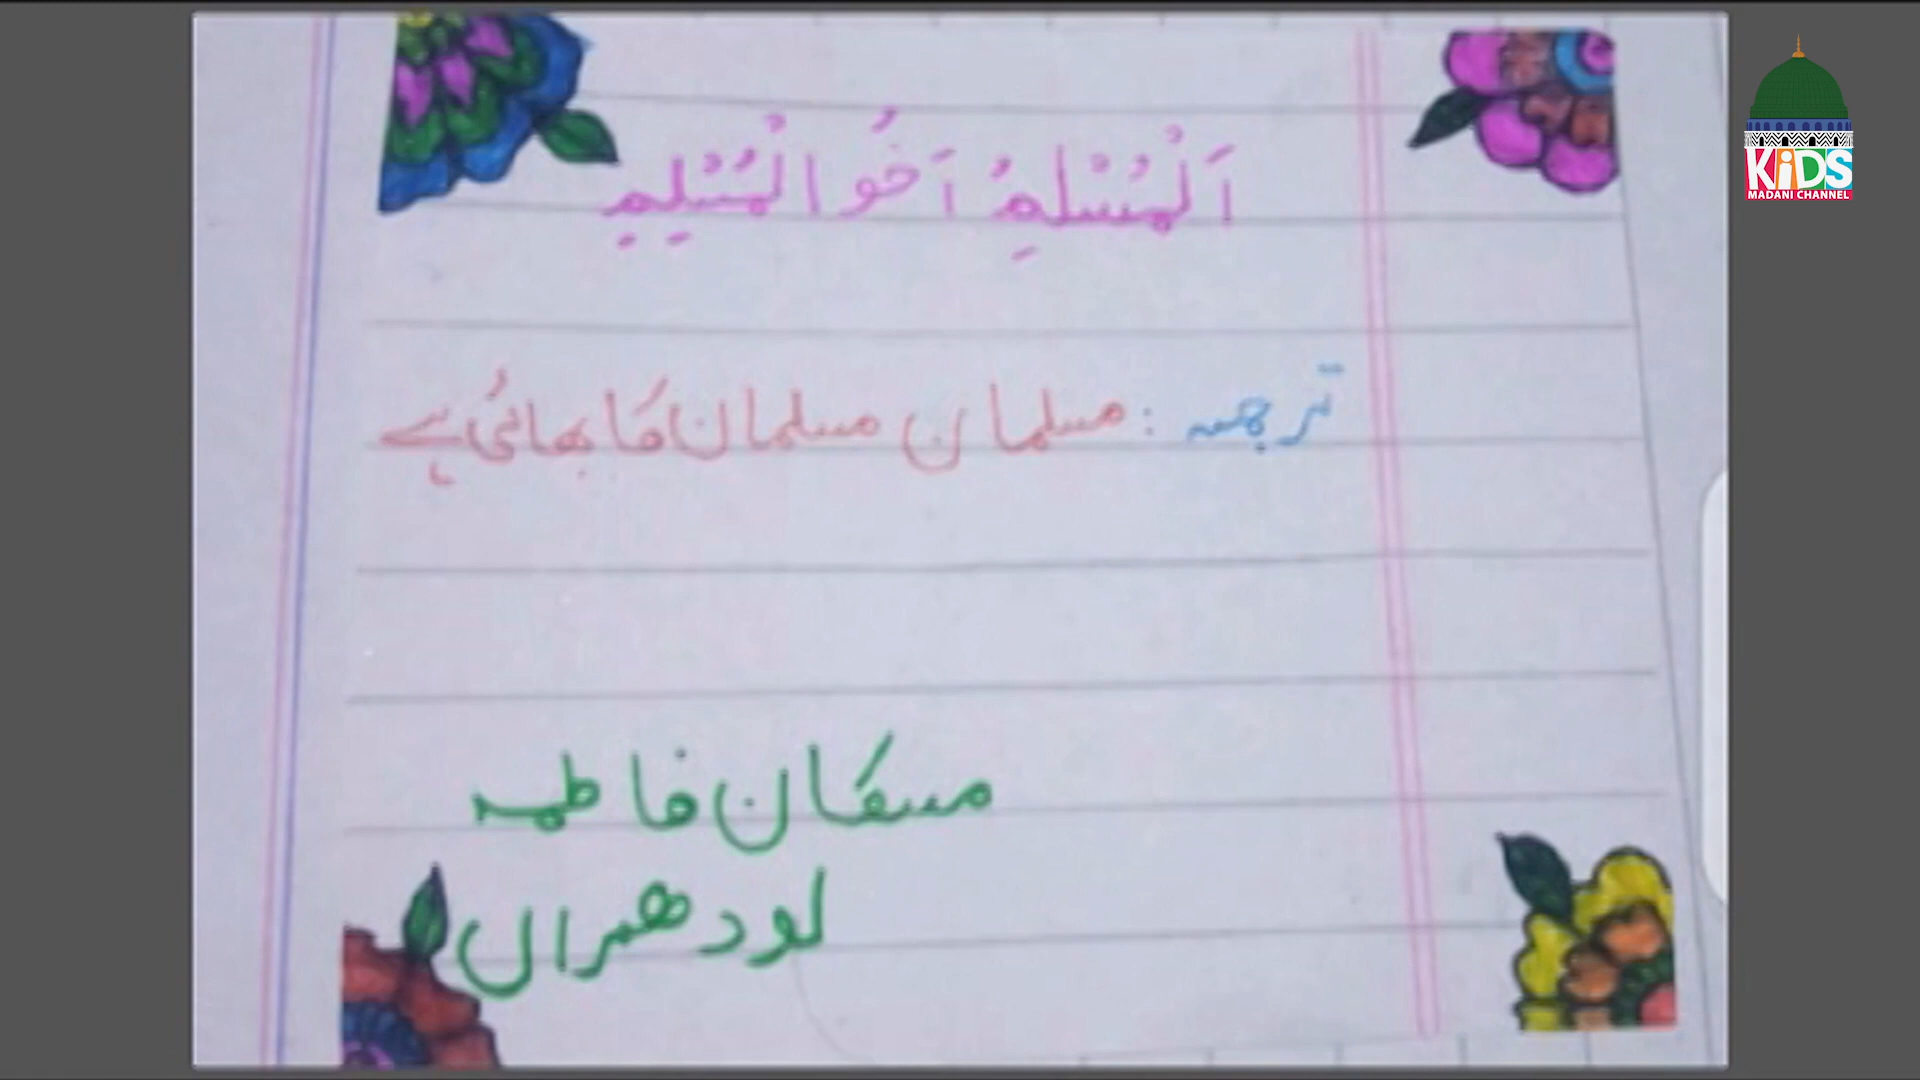 اَلْمُسْلِمُ اَخُو الْمُسْلِمِ
ترجمہ : مسلمان مسلمان کا بھائی ہے
مسکان فاطمہ
لودھراں
KiDS
MADANI CHANNEL